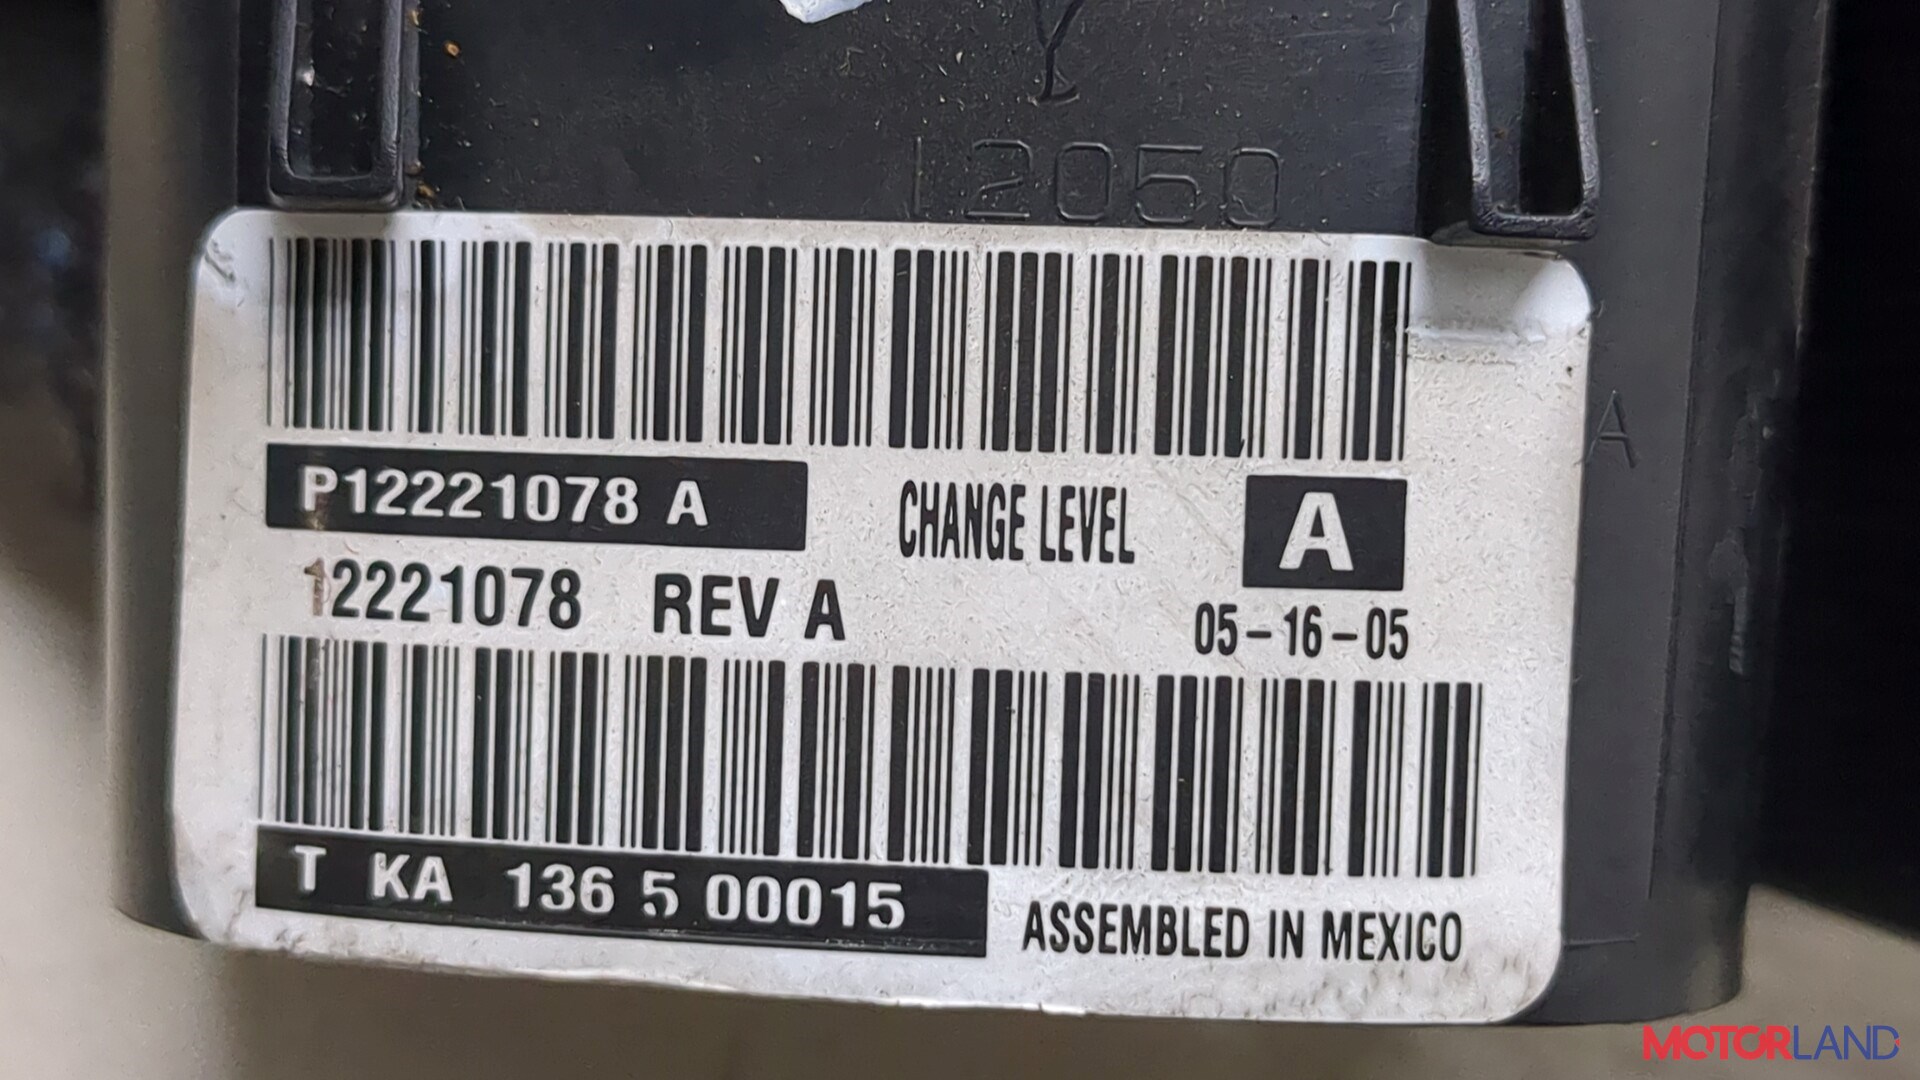 12050
P12221078 A
CHANGE LEVEL A
12221078 REV A
05-16-05
A
T KA 136 5 00015
ASSEMBLED IN MEXICO
MOTORLAND